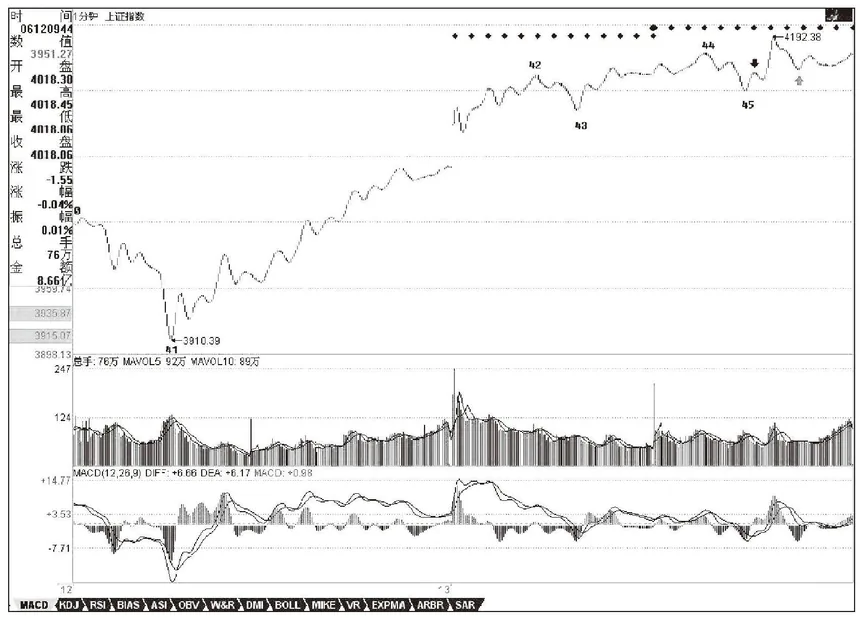 1分钟 上证指数
时 间
06120944
数 值
3951.27
开 盘
4018.30
最 高
4018.45
最 低
4018.06
收 盘
4018.06
涨 跌
-1.55
涨 幅
-0.04%
振 幅
0.01%
总 手
76万
金 额
8.66亿
3959.74
3935.87
3915.07
3898.13
4192.38
42
43
44
45
3910.39
41
总手: 76万 MAVOL5 92万 MAVOL10: 89万
247
124
MACD(12,26,9) DIFF: +6.66 DEA: +6.17 MACD: +0.98
+14.77
+3.53
-7.71
12
13
MACD KDJ RSI BIAS ASI OBV W&R DMI BOLL MIKE VR EXPMA ARBR SAR